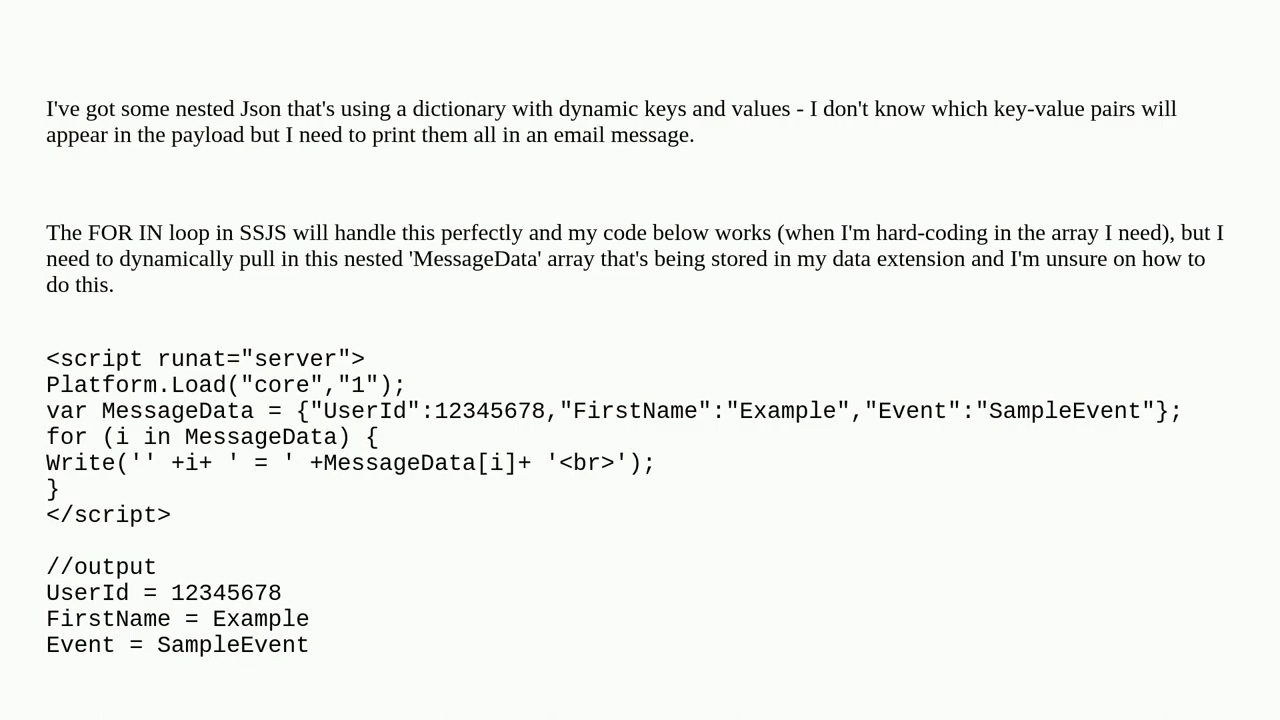 I've got some nested Json that's using a dictionary with dynamic keys and values - I don't know which key-value pairs will
appear in the payload but I need to print them all in an email message.
The FOR IN loop in SSJS will handle this perfectly and my code below works (when I'm hard-coding in the array I need), but I
need to dynamically pull in this nested 'MessageData' array that's being stored in my data extension and I'm unsure on how to
do this.
<script runat="server">
Platform.Load("core","1");
var MessageData = {"UserId":12345678,"FirstName":"Example","Event":"SampleEvent"};
for (i in MessageData) {
Write('' +i+ ' = ' +MessageData[i]+ '<br>');
}
</script>
//output
UserId = 12345678
FirstName = Example
Event = SampleEvent